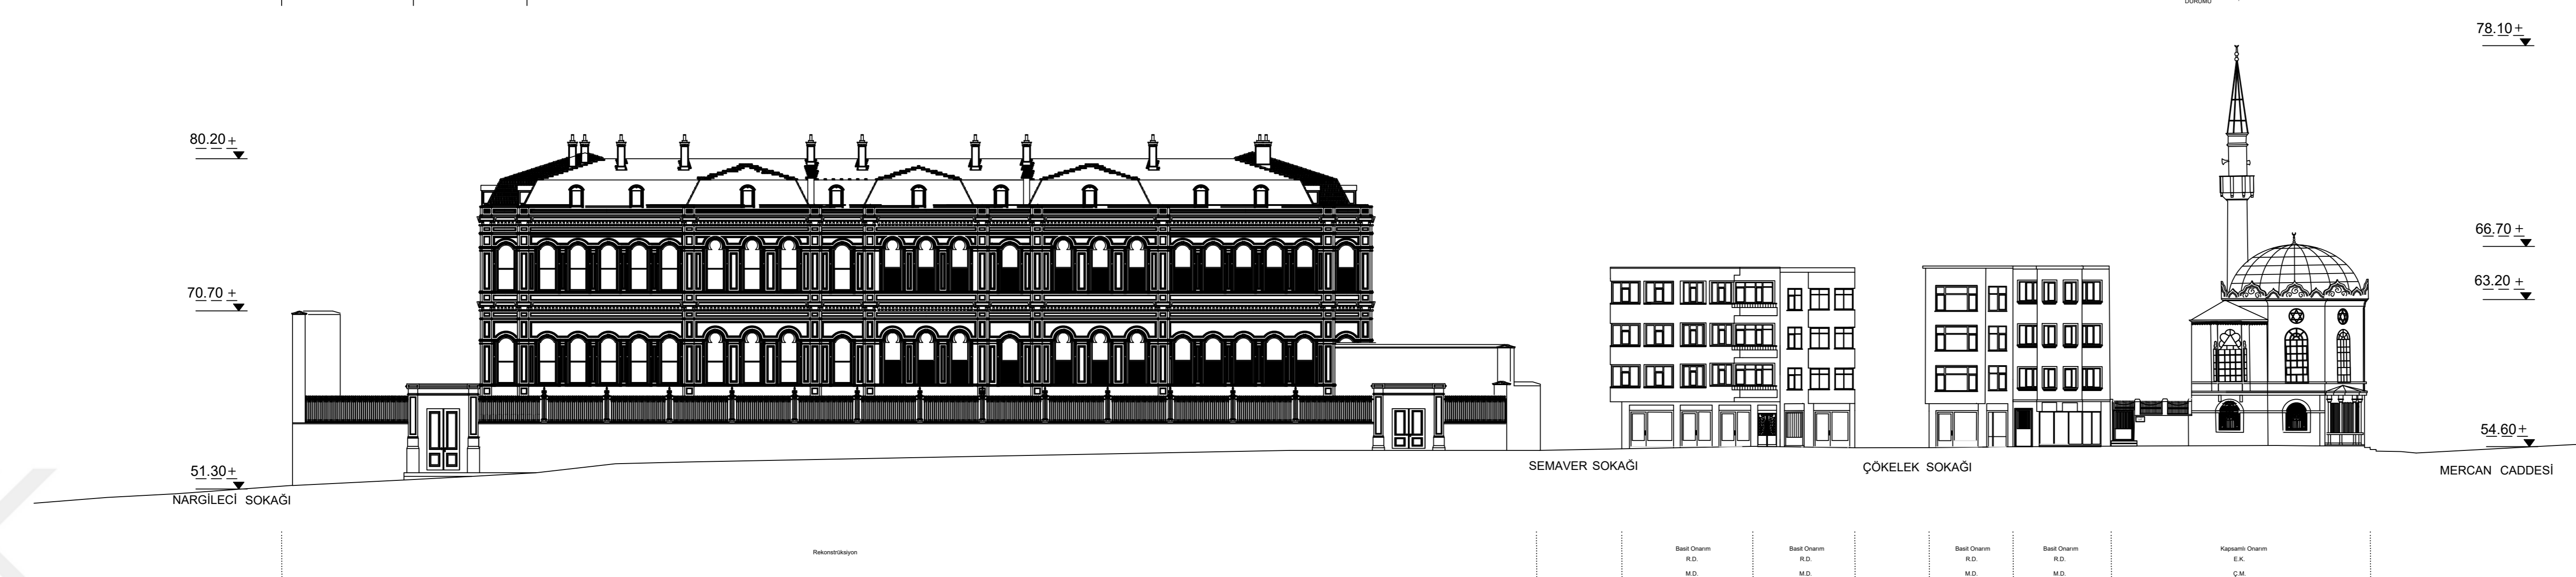 DURUMU
78.10+
80.20+
66.70+
70.70+
63.20+
54.60+
51.30+
SEMAVER SOKAĞI
ÇÖKELEK SOKAĞI
MERCAN CADDESİ
NARGİLECİ SOKAĞI
Rekonstrüksiyon
Basit Onarım
R.D.
M.D.
Basit Onarım
R.D.
M.D.
Basit Onarım
R.D.
M.D.
Basit Onarım
R.D.
M.D.
Kapsamlı Onarım
E.K.
Ç.M.